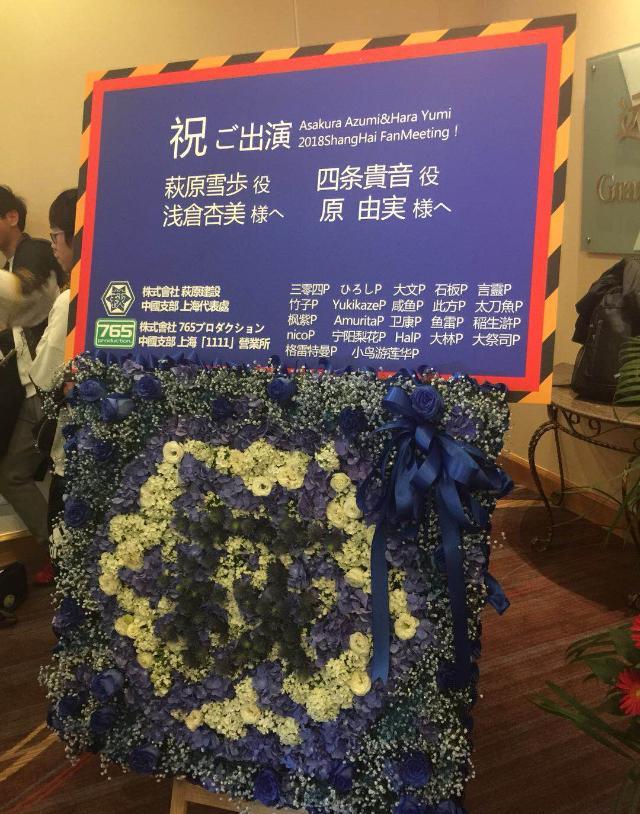 祝 ご出演 Asakura Azumi&Hara Yumi
2018ShangHai FanMeeting！
萩原雪歩 役
浅倉杏美 様へ
四条貴音 役
原 由実 様へ
株式會社 萩原建設
中國支部 上海代表處
765
production.
株式會社 765プロダクション
中國支部 上海「1111」営業所
三零四P ひろしP 大文P 石板P 言靈P
竹子P YukikazeP 咸鱼P 此方P 太刀魚P
枫紫P AmuritaP 卫康P 鱼雷P 稲生滸P
nicoP 宁阳梨花P HalP 大林P 大祭司P
格雷特曼P 小鸟游莲华P
Gran